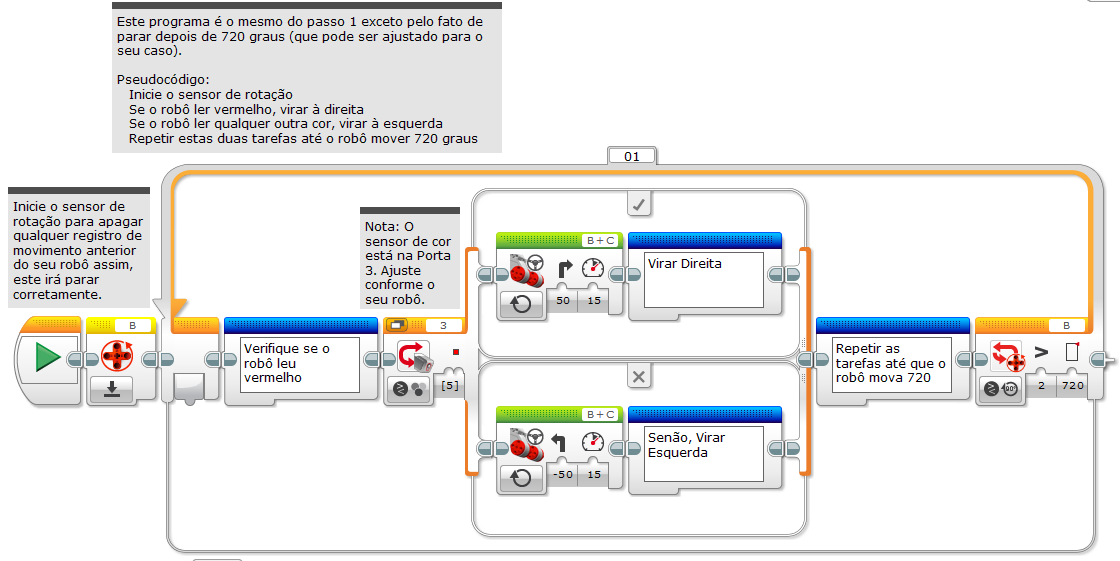 Este programa é o mesmo do passo 1 exceto pelo fato de
parar depois de 720 graus (que pode ser ajustado para o
seu caso).
Pseudocódigo:
Inicie o sensor de rotação
Se o robô ler vermelho, virar à direita
Se o robô ler qualquer outra cor, virar à esquerda
Repetir estas duas tarefas até o robô mover 720 graus
01
Inicie o sensor de
rotação para apagar
qualquer registro de
movimento anterior
do seu robô assim,
este irá parar
corretamente.
Nota: O
sensor de cor
está na Porta
3. Ajuste
conforme o
seu robô.
B+C
Virar Direita
50 15
B
Verifique se o
robô leu
vermelho
3
[5]
Repetir as
tarefas até que o
robô mova 720
B
>
90°
2 720
B+C
Senão, Virar
Esquerda
-50 15